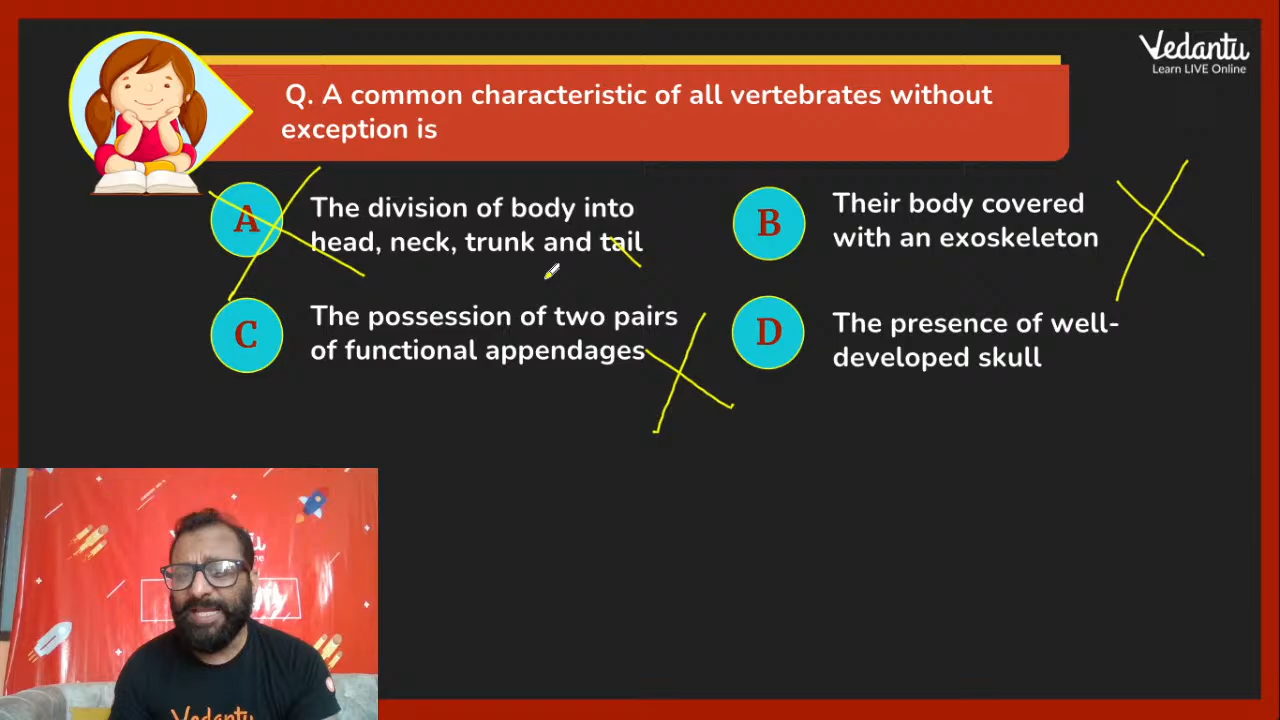 Vedantu
Learn LIVE Online
Q. A common characteristic of all vertebrates without
exception is
A
The division of body into
head, neck, trunk and tail
B
Their body covered
with an exoskeleton
C
The possession of two pairs
of functional appendages
D
The presence of well-
developed skull
Vedantu